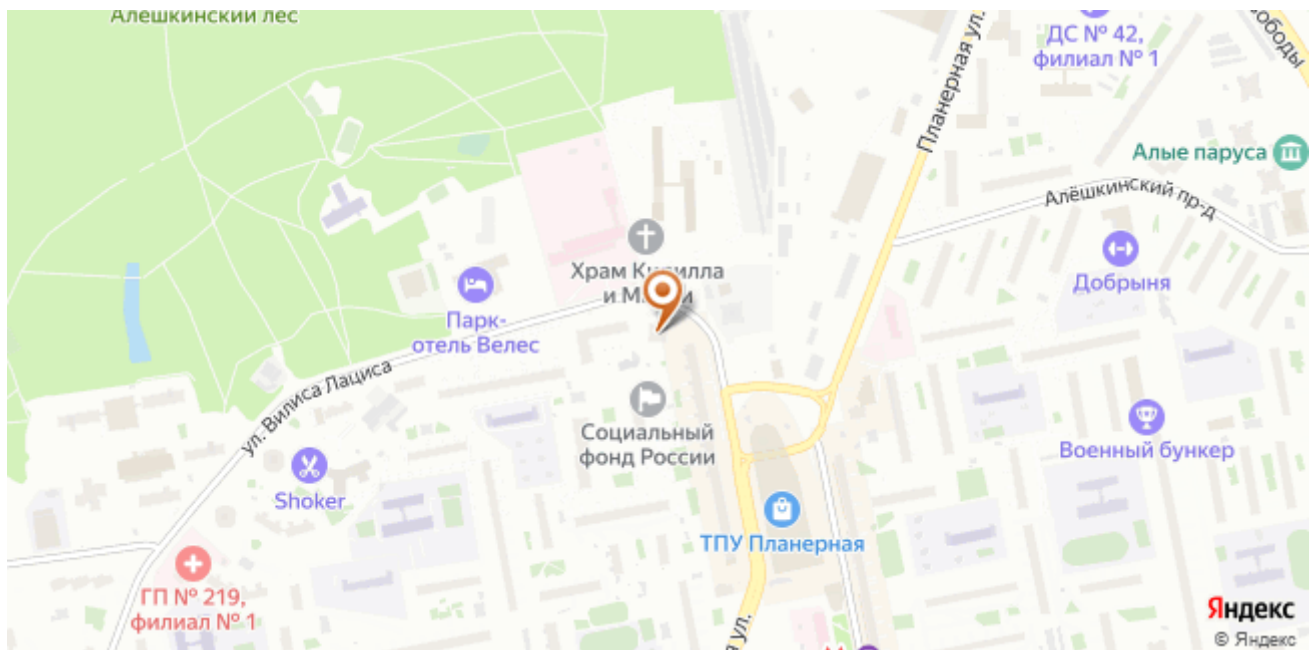 Алешкинский лес
ДС № 42,
филиал № 1
Планерная ул.
Алые паруса
Алёшкинский пр-д
Храм
и
Добрыня
Парк-
отель Велес
ул. Вилиса Лациса
Социальный
фонд России
Военный бункер
Shoker
ТПУ Планерная
ГП № 219,
филиал № 1
ул.
Яндекс
© Яндекс